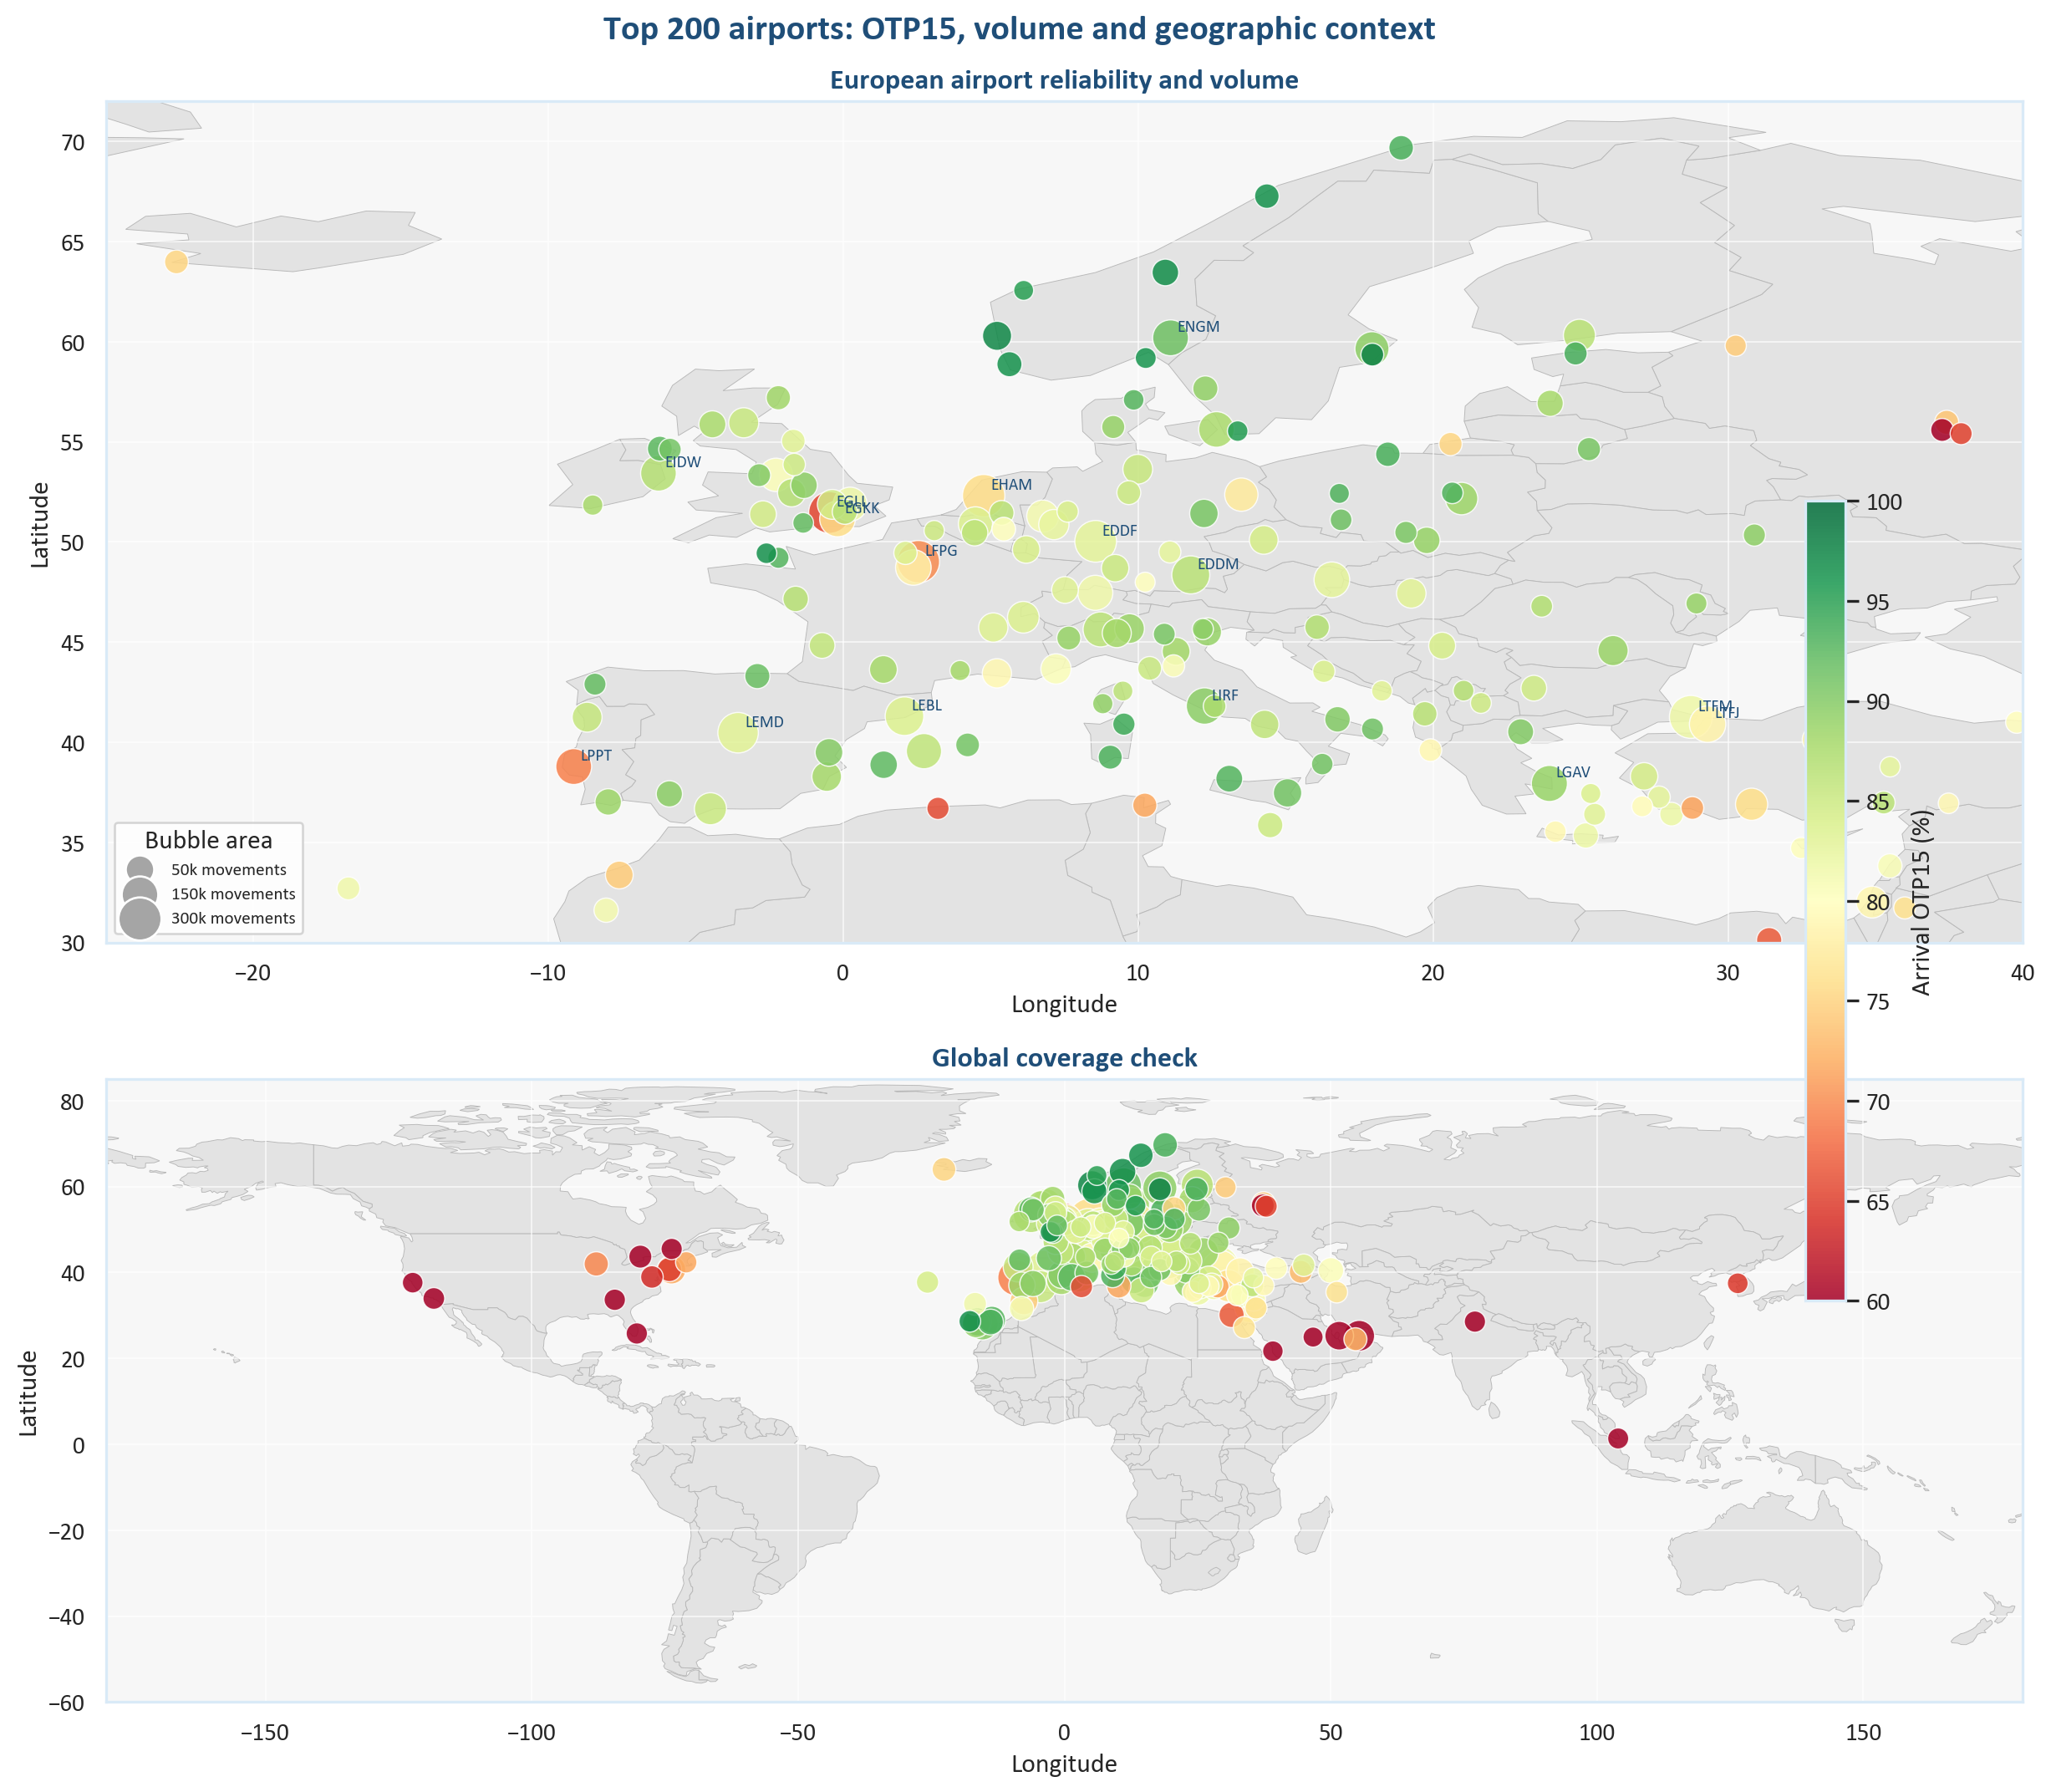 Top 200 airports: OTP15, volume and geographic context
European airport reliability and volume
Latitude
70
65
60
55
50
45
40
35
30
ENGM
EIDW
EHAM
EGLL
EGKK
LFPG
EDDF
EDDM
LIRF
LEBL
LEMD
LPPT
LTFM
LTFJ
LGAV
Bubble area
50k movements
150k movements
300k movements
−20
−10
0
10
20
30
40
Longitude
100
95
90
85
80
75
70
65
60
Arrival OTP15 (%)
Global coverage check
Latitude
80
60
40
20
0
−20
−40
−60
−150
−100
−50
0
50
100
150
Longitude